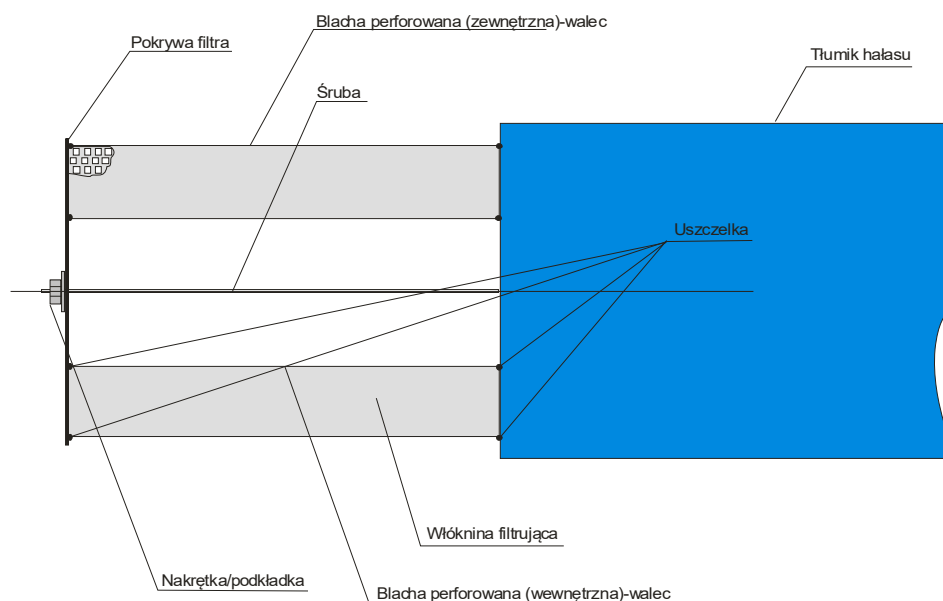 Blacha perforowana (zewnętrzna)-walec
Pokrywa filtra
Tłumik hałasu
Śruba
Uszczelka
Włóknina filtrująca
Nakrętka/podkładka
Blacha perforowana (wewnętrzna)-walec